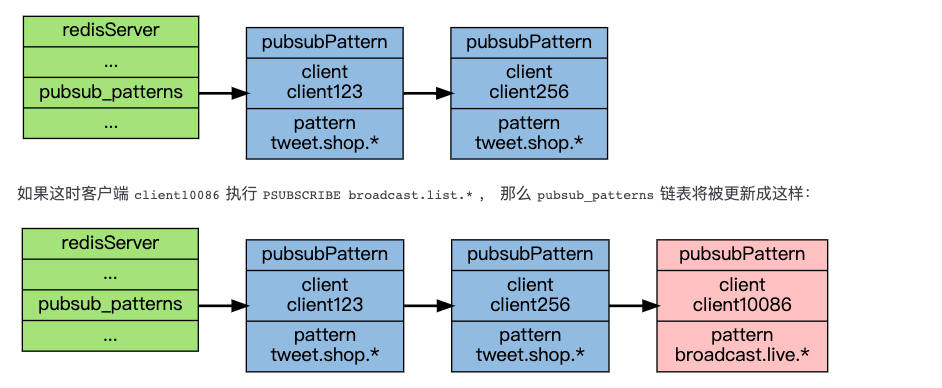 redisServer
...
pubsub_patterns
...
pubsubPattern
client
client123
pattern
tweet.shop.*
pubsubPattern
client
client256
pattern
tweet.shop.*
如果这时客户端 client10086 执行 PSUBSCRIBE broadcast.list.* ， 那么 pubsub_patterns 链表将被更新成这样：
redisServer
...
pubsub_patterns
...
pubsubPattern
client
client123
pattern
tweet.shop.*
pubsubPattern
client
client256
pattern
tweet.shop.*
pubsubPattern
client
client10086
pattern
broadcast.live.*